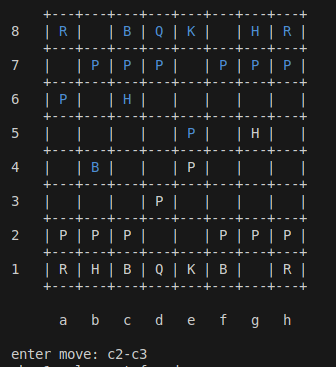 +---+---+---+---+---+---+---+---+
8 | R |   | B | Q | K |   | H | R |
+---+---+---+---+---+---+---+---+
7 |   | P | P | P |   | P | P | P |
+---+---+---+---+---+---+---+---+
6 | P |   | H |   |   |   |   |   |
+---+---+---+---+---+---+---+---+
5 |   |   |   |   | P |   | H |   |
+---+---+---+---+---+---+---+---+
4 |   | B |   |   | P |   |   |   |
+---+---+---+---+---+---+---+---+
3 |   |   |   | P |   |   |   |   |
+---+---+---+---+---+---+---+---+
2 | P | P | P |   |   | P | P | P |
+---+---+---+---+---+---+---+---+
1 | R | H | B | Q | K | B |   | R |
+---+---+---+---+---+---+---+---+
a b c d e f g h
enter move: c2-c3